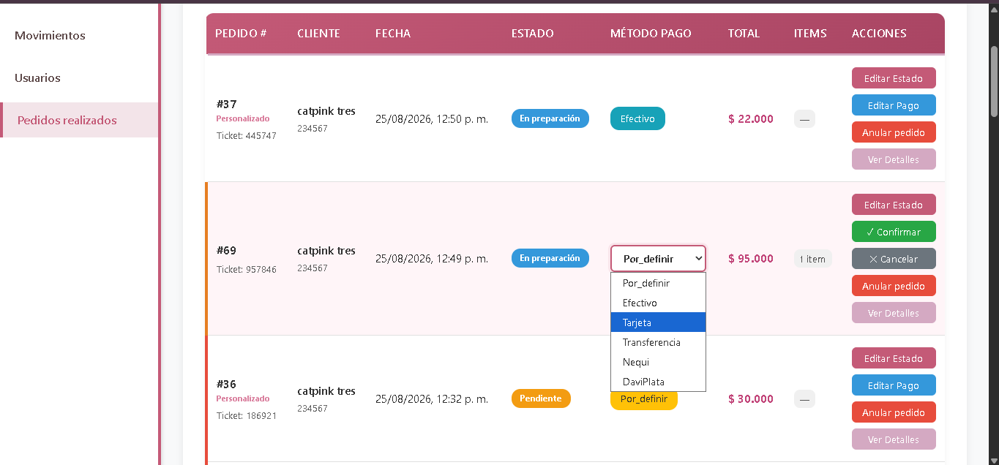 Movimientos
Usuarios
Pedidos realizados
PEDIDO # CLIENTE FECHA ESTADO MÉTODO PAGO TOTAL ITEMS ACCIONES
#37
Personalizado
Ticket: 445747
catpink tres
234567
25/08/2026, 12:50 p. m.
En preparación
Efectivo
$ 22.000
—
Editar Estado
Editar Pago
Anular pedido
Ver Detalles
#69
Ticket: 957846
catpink tres
234567
25/08/2026, 12:49 p. m.
En preparación
Por_definir
Por_definir
Efectivo
Tarjeta
Transferencia
Nequi
DaviPlata
$ 95.000
1 item
Editar Estado
✓ Confirmar
✕ Cancelar
Anular pedido
Ver Detalles
#36
Personalizado
Ticket: 186921
catpink tres
234567
25/08/2026, 12:32 p. m.
Pendiente
Por_definir
$ 30.000
—
Editar Estado
Editar Pago
Anular pedido
Ver Detalles